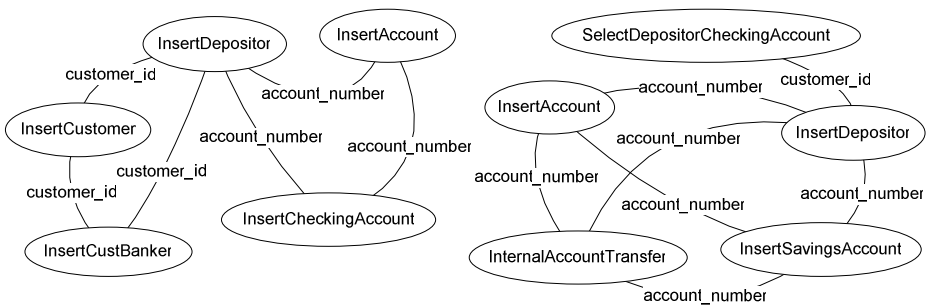 InsertDepositor
InsertAccount
customer_id
account_number
InsertCustomer
account_number
account_number
customer_id
customer_id
InsertCheckingAccount
InsertCustBanker
SelectDepositorCheckingAccount
customer_id
account_number
InsertAccount
InsertDepositor
account_number
account_number
account_number
account_number
InsertSavingsAccount
InternalAccountTransfer
account_number